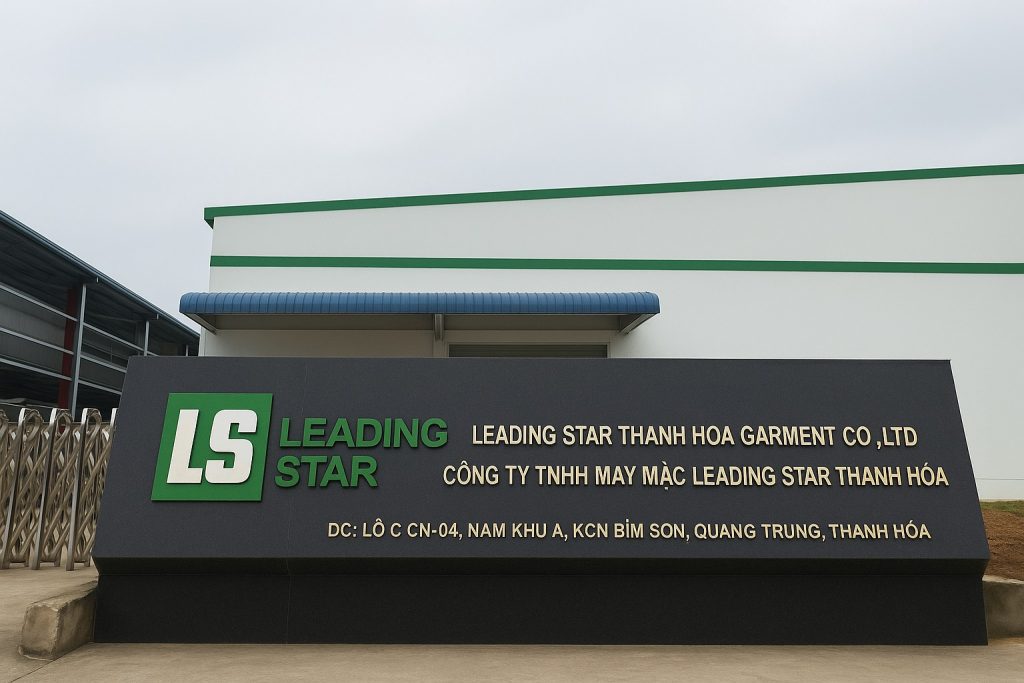 LS
LEADING
STAR
LEADING STAR THANH HOA GARMENT CO ,LTD
CÔNG TY TNHH MAY MẶC LEADING STAR THANH HÓA
DC: LÔ C CN-04, NAM KHU A, KCN BỈM SON, QUANG TRUNG, THANH HÓA